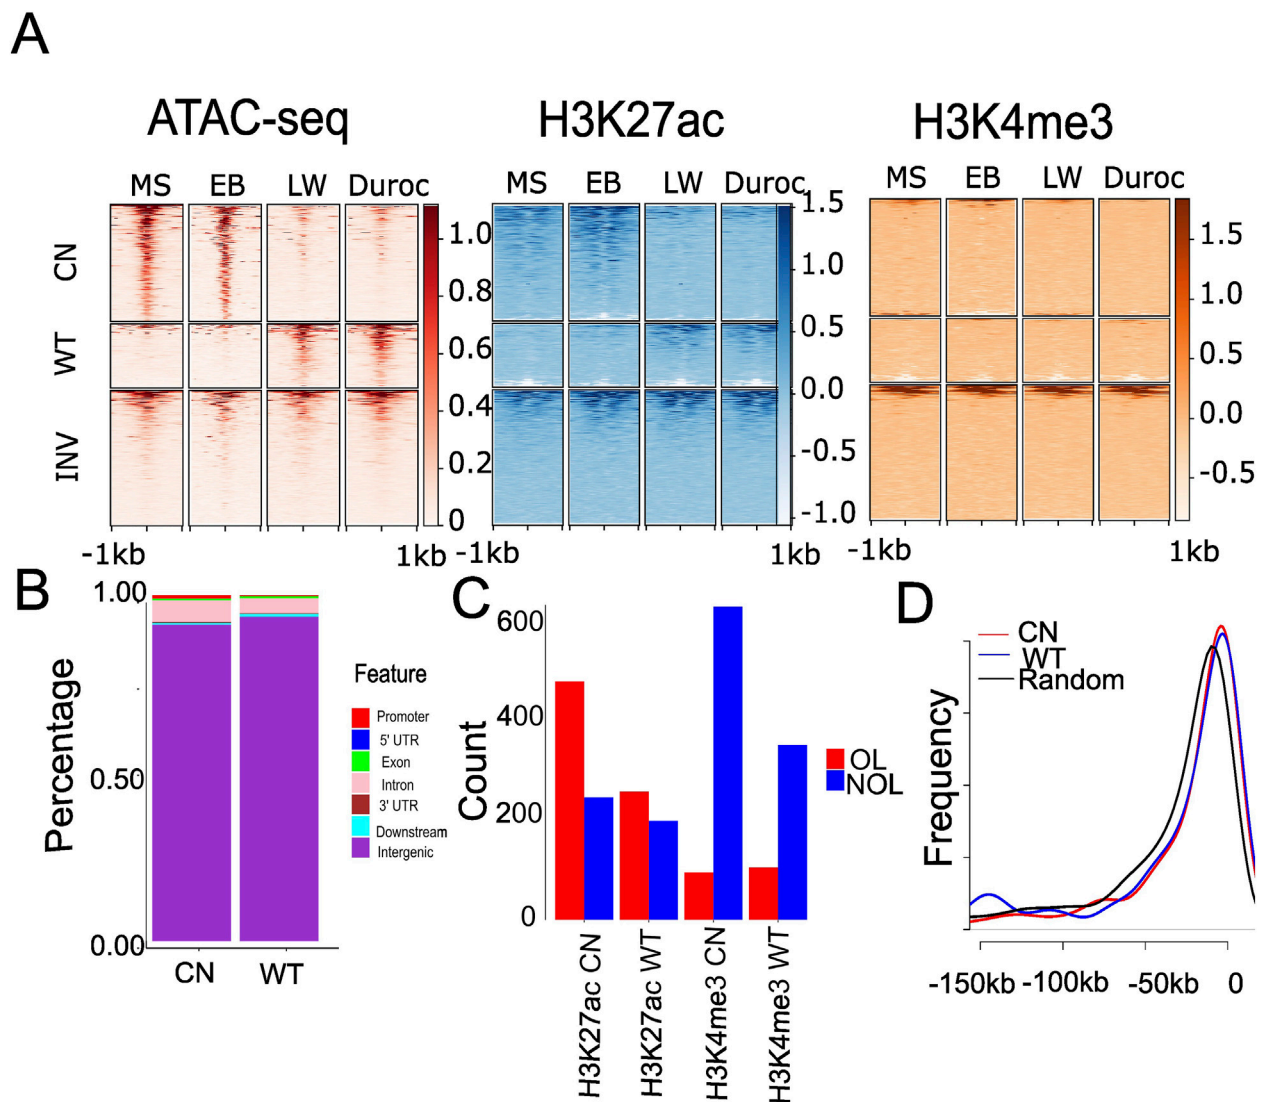 A
ATAC-seq
H3K27ac
H3K4me3
MS EB LW Duroc
MS EB LW Duroc
MS EB LW Duroc
CN
WT
INV
1.0
0.8
0.6
0.4
0.2
0
1.5
1.0
0.5
0.0
-0.5
-1.0
1.5
1.0
0.5
0.0
-0.5
-1kb 1kb
-1kb 1kb
-1kb 1kb
B
Percentage
1.00
0.50
0.00
CN WT
Feature
Promoter
5' UTR
Exon
Intron
3' UTR
Downstream
Intergenic
C
Count
600
400
200
0
H3K27ac CN
H3K27ac WT
H3K4me3 CN
H3K4me3 WT
OL
NOL
D
CN
WT
Random
Frequency
-150kb -100kb -50kb 0